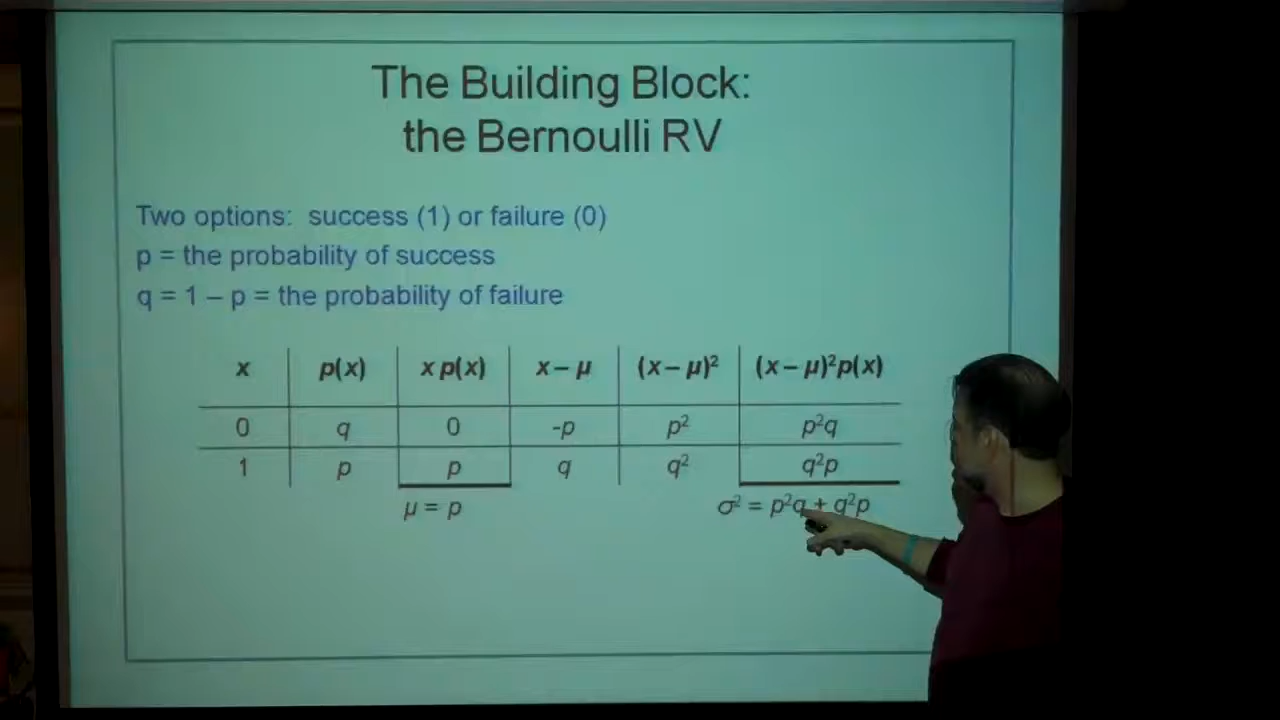 The Building Block:
the Bernoulli RV
Two options: success (1) or failure (0)
p = the probability of success
q = 1 – p = the probability of failure
x p(x) x p(x) x – μ (x – μ)² (x – μ)²p(x)
0 q 0 -p p² p²q
1 p p q q² q²p
μ = p σ² = p²q + q²p